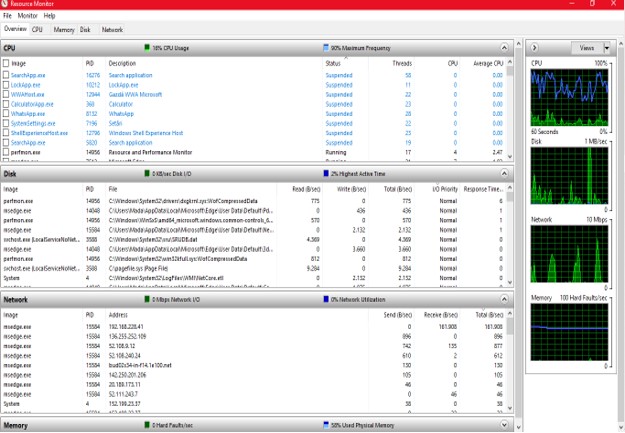 Resource Monitor
File Monitor Help
Overview CPU Memory Disk Network
CPU 16% CPU Usage 90% Maximum Frequency
Image PID Description Status Threads CPU Average CPU
SearchApp.exe 16276 Search application Suspended 58 0 0.00
LockApp.exe 10212 LockApp.exe Suspended 11 0 0.00
WWAHost.exe 12944 Gazdă WWA Microsoft Suspended 22 0 0.00
CalculatorApp.exe 360 Calculator Suspended 23 0 0.00
WhatsApp.exe 8132 WhatsApp Suspended 28 0 0.00
SystemSettings.exe 7196 Setări Suspended 22 0 0.00
ShellExperienceHost.exe 12796 Windows Shell Experience Host Suspended 23 0 0.00
SearchApp.exe 5020 Search application Suspended 19 0 0.00
perfmon.exe 14956 Resource and Performance Monitor Running 17 4 2.47
Disk 0 KB/sec Disk I/O 2% Highest Active Time
Image PID File Read (B/sec) Write (B/sec) Total (B/sec) I/O Priority Response Time...
perfmon.exe 14956 C:\Windows\System32\drivers\dxgkrnl.sys:WofCompressedData 775 0 775 Normal 6
msedge.exe 14048 C:\Users\Mada\AppData\Local\Microsoft\Edge\User Data\Default\Pd... 0 436 436 Normal 1
perfmon.exe 14956 C:\Windows\WinSxS\amd64_microsoft.windows.common-controls_6... 570 0 570 Normal 1
msedge.exe 15584 C:\Users\Mada\AppData\Local\Microsoft\Edge\User Data\Default\Ne... 0 2.132 2.132 Normal 1
svchost.exe (LocalServiceNoNet... 3588 C:\Windows\System32\sru\SRUDB.dat 4.369 0 4.369 Normal 0
msedge.exe 14048 C:\Users\Mada\AppData\Local\Microsoft\Edge\User Data\Default\Fa... 0 3.660 3.660 Normal 0
perfmon.exe 14956 C:\Windows\System32\win32kfull.sys:WofCompressedData 812 0 812 Normal 0
svchost.exe (LocalServiceNoNet... 3588 C:\pagefile.sys (Page File) 9.284 0 9.284 Normal 0
System 4 C:\Windows\System32\LogFiles\WMI\NetCore.etl 0 2.132 2.132 Normal 0
Network 0 Mbps Network I/O 0% Network Utilization
Image PID Address Send (B/sec) Receive (B/sec) Total (B/sec)
msedge.exe 15584 192.168.228.41 0 161.908 161.908
msedge.exe 15584 136.255.252.109 896 0 896
msedge.exe 15584 52.108.9.12 742 135 877
msedge.exe 15584 52.108.240.24 610 2 612
msedge.exe 15584 bud02s34-in-f14.1e100.net 130 0 130
msedge.exe 15584 142.250.201.206 105 0 105
msedge.exe 15584 20.189.173.11 46 0 46
msedge.exe 15584 52.111.243.7 0 46 46
System 4 152.199.23.37 38 0 38
Memory 0 Hard Faults/sec 58% Used Physical Memory
Views
CPU 100%
60 Seconds 0%
Disk 1 MB/sec
0
Network 10 Mbps
0
Memory 100 Hard Faults/sec
0